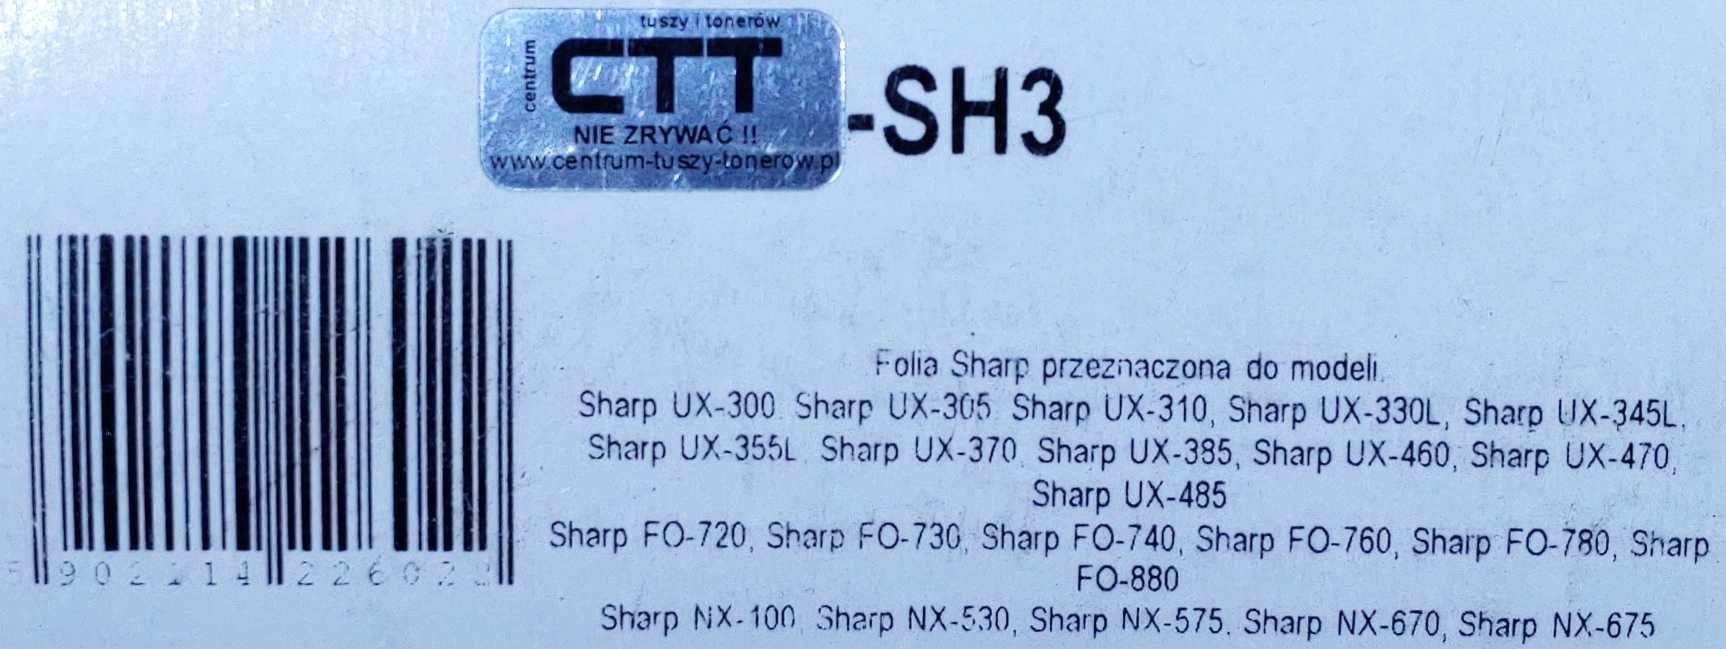 tuszy i tonerów
centrum
CTT
-SH3
NIE ZRYWAĆ !!
www.centrum-tuszy-tonerow.pl
Folia Sharp przeznaczona do modeli
Sharp UX-300 Sharp UX-305 Sharp UX-310, Sharp UX-330L, Sharp UX-345L,
Sharp UX-355L, Sharp UX-370, Sharp UX-385, Sharp UX-460, Sharp UX-470,
Sharp UX-485
Sharp FO-720, Sharp FO-730, Sharp FO-740, Sharp FO-760, Sharp FO-780, Sharp
FO-880
Sharp NX-100, Sharp NX-530, Sharp NX-575. Sharp NX-670, Sharp NX-675
5 902114 226022